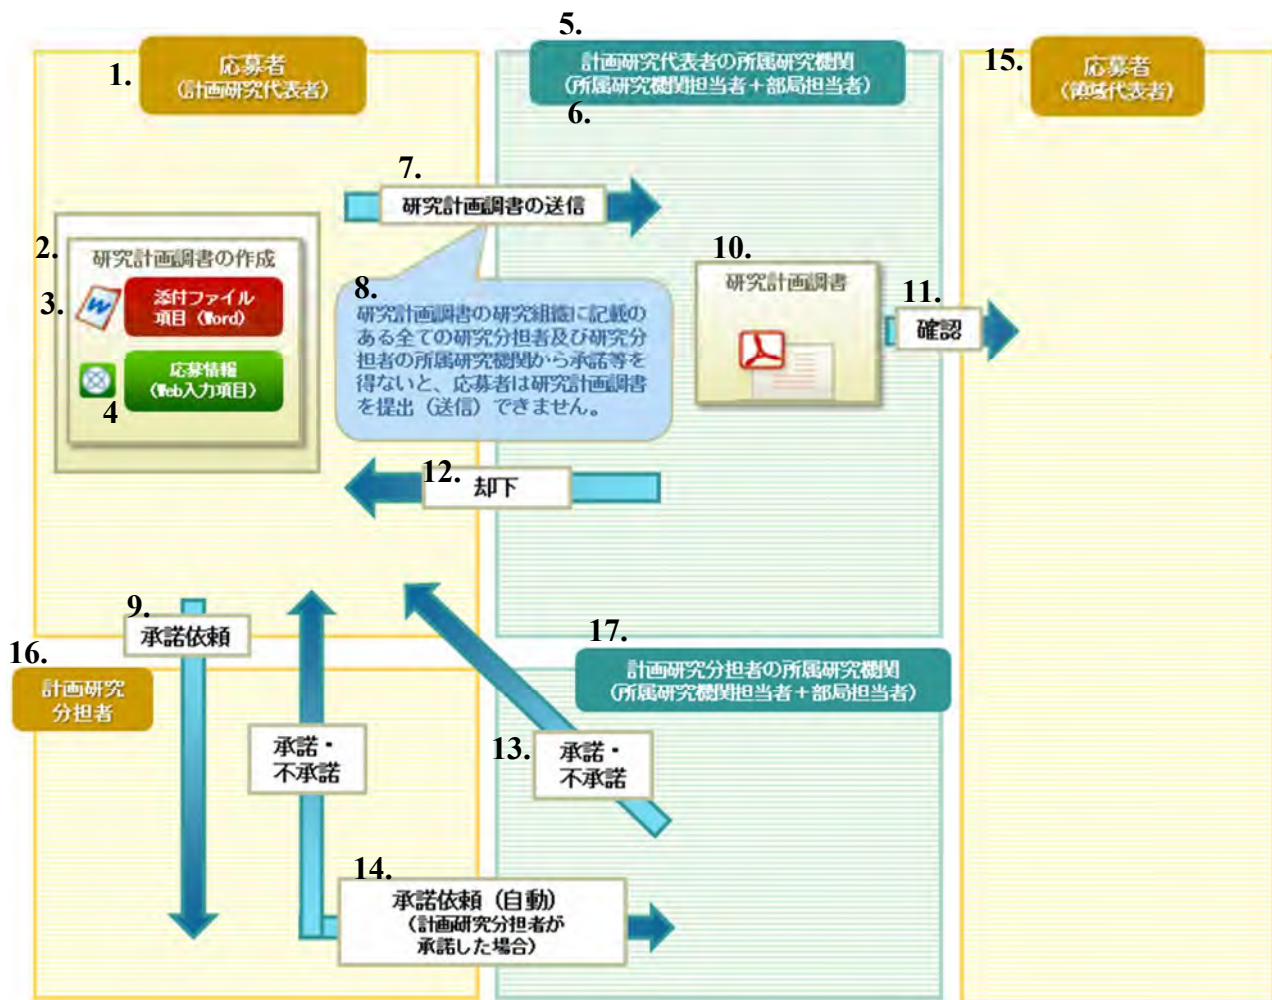 1.
応募者
(計画研究代表者)
5.
計画研究代表者の所属研究機関
(所属研究機関担当者＋部局担当者)
6.
15.
応募者
(領域代表者)
7.
研究計画調書の送信
2.
研究計画調書の作成
3.
添付ファイル
項目（Word）
応募情報
(Web入力項目)
4
8.
研究計画調書の研究組織に記載の
ある全ての研究分担者及び研究分
担者の所属研究機関から承諾等を
得ないと、応募者は研究計画調書
を提出（送信）できません。
10.
研究計画調書
11.
確認
12.
却下
9.
承諾依頼
16.
計画研究
分担者
17.
計画研究分担者の所属研究機関
(所属研究機関担当者＋部局担当者)
承諾・
不承諾
13.
承諾・
不承諾
14.
承諾依頼（自動）
(計画研究分担者が
承諾した場合)